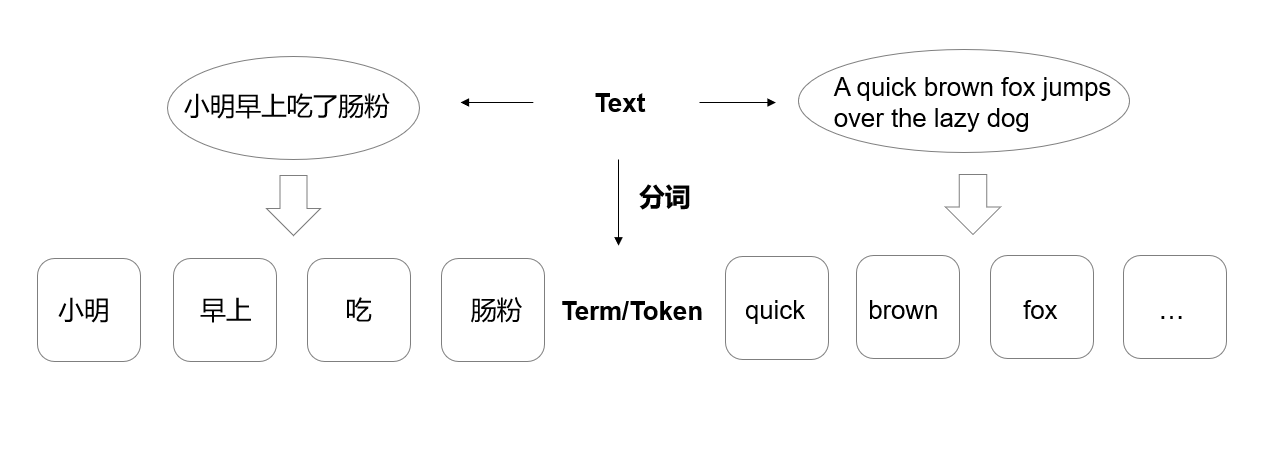 小明早上吃了肠粉
Text
A quick brown fox jumps
over the lazy dog
分词
小明
早上
吃
肠粉
Term/Token
quick
brown
fox
…